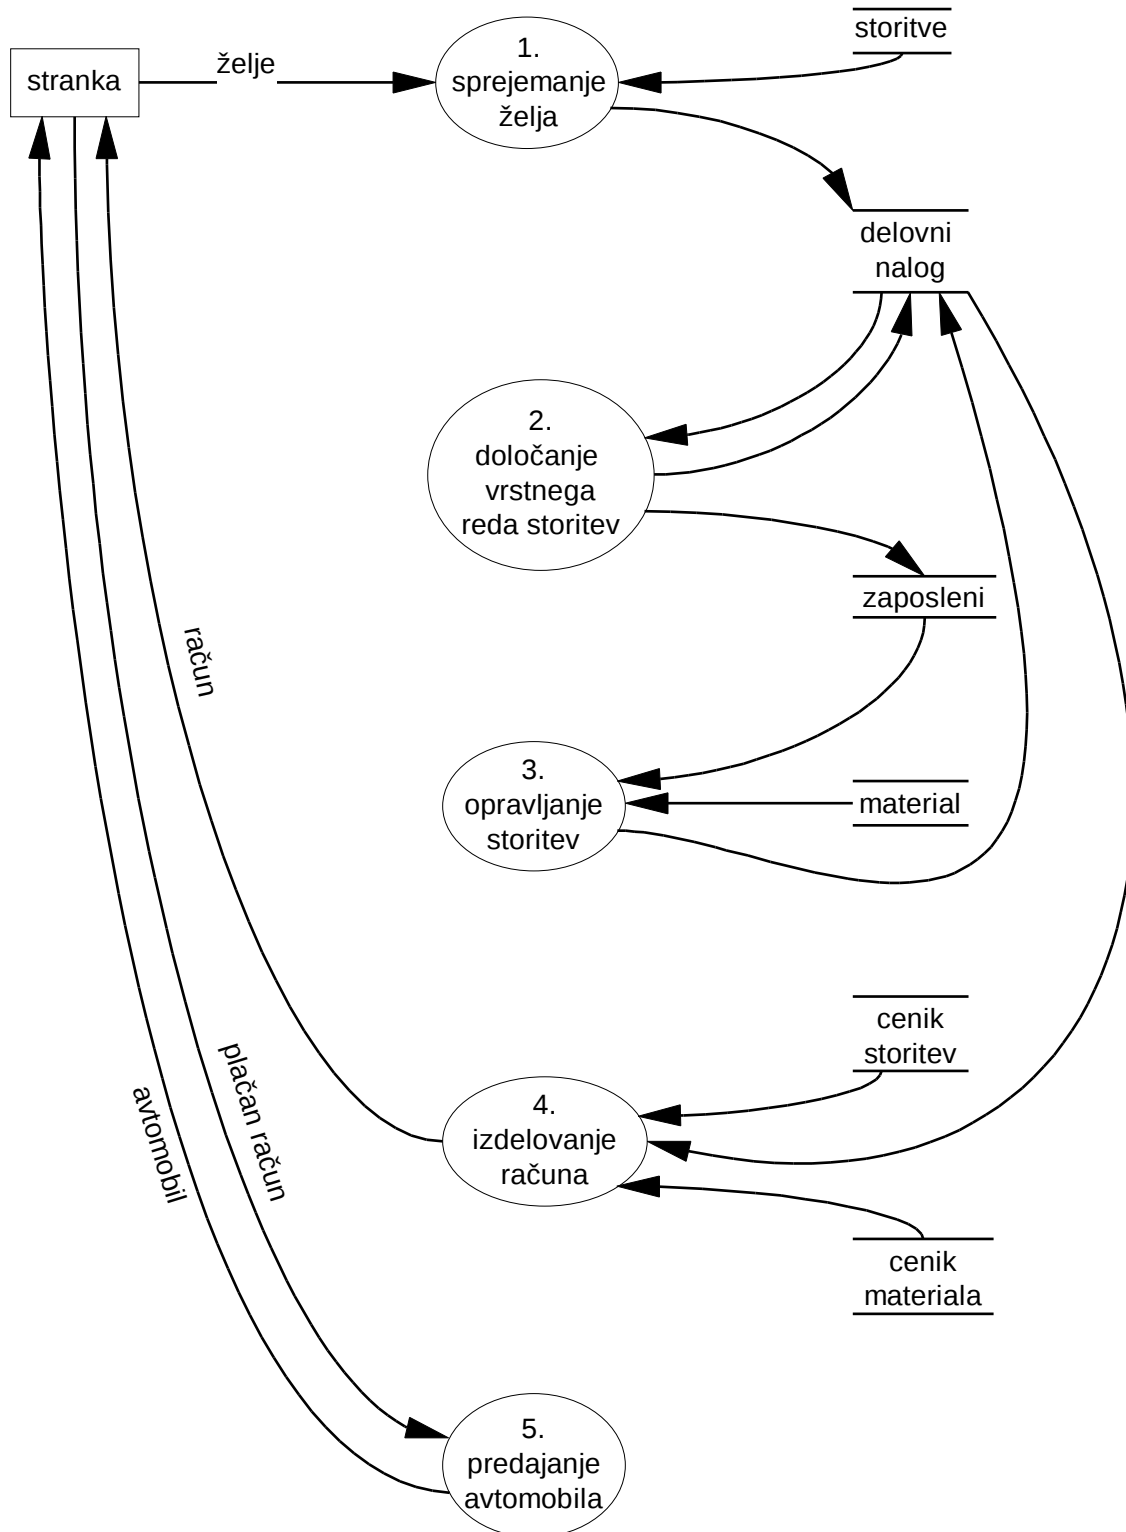 stranka
želje
1.
sprejemanje
želja
storitve
delovni
nalog
2.
določanje
vrstnega
reda storitev
zaposleni
račun
3.
opravljanje
storitev
material
cenik
storitev
plačan račun
avtomobil
4.
izdelovanje
računa
cenik
materiala
5.
predajanje
avtomobila